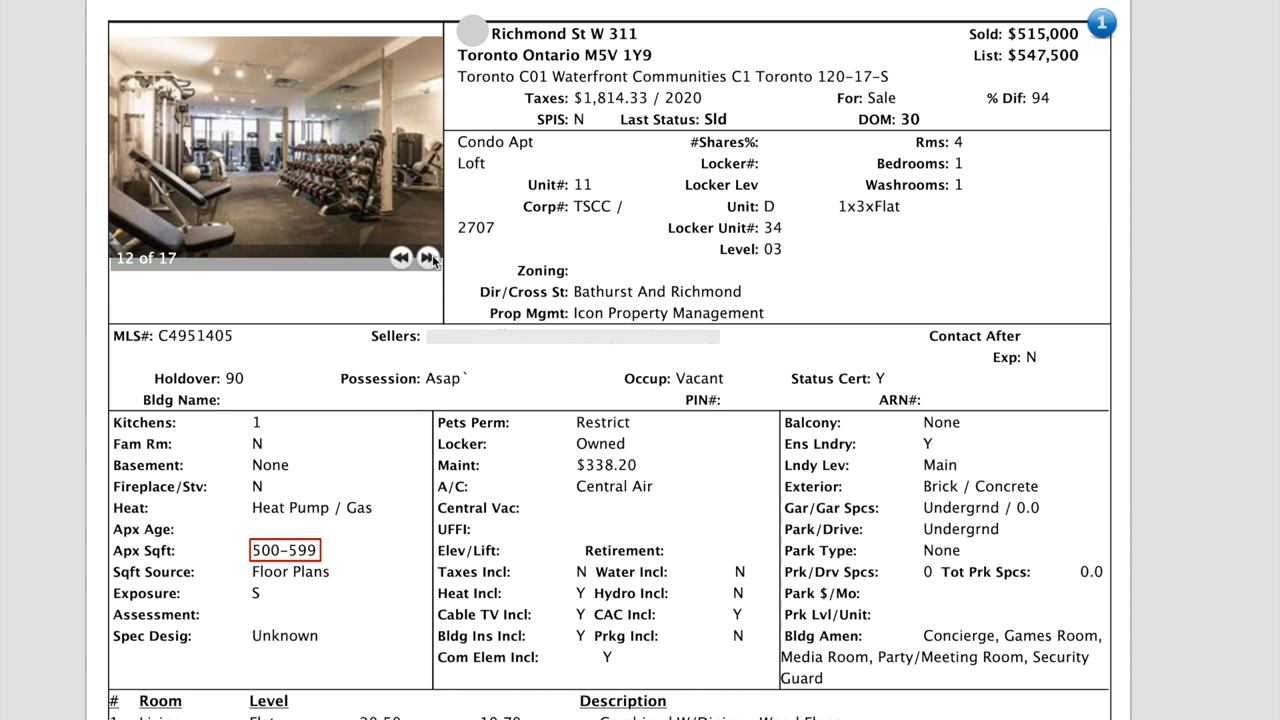 Richmond St W 311 Sold: $515,000
1
Toronto Ontario M5V 1Y9 List: $547,500
Toronto C01 Waterfront Communities C1 Toronto 120-17-S
Taxes: $1,814.33 / 2020 For: Sale % Dif: 94
SPIS: N Last Status: Sld DOM: 30
Condo Apt #Shares%: Rms: 4
Loft Locker#: Bedrooms: 1
Unit#: 11 Locker Lev Washrooms: 1
Corp#: TSCC / Unit: D 1x3xFlat
2707 Locker Unit#: 34
Level: 03
12 of 17
Zoning:
Dir/Cross St: Bathurst And Richmond
Prop Mgmt: Icon Property Management
MLS#: C4951405 Sellers: Contact After
Exp: N
Holdover: 90 Possession: Asap` Occup: Vacant Status Cert: Y
Bldg Name: PIN#: ARN#:
Kitchens: 1
Fam Rm: N
Basement: None
Fireplace/Stv: N
Heat: Heat Pump / Gas
Apx Age:
Apx Sqft: 500-599
Sqft Source: Floor Plans
Exposure: S
Assessment:
Spec Desig: Unknown
Pets Perm: Restrict
Locker: Owned
Maint: $338.20
A/C: Central Air
Central Vac:
UFFI:
Elev/Lift: Retirement:
Taxes Incl: N Water Incl: N
Heat Incl: Y Hydro Incl: N
Cable TV Incl: Y CAC Incl: Y
Bldg Ins Incl: Y Prkg Incl: N
Com Elem Incl: Y
Balcony: None
Ens Lndry: Y
Lndy Lev: Main
Exterior: Brick / Concrete
Gar/Gar Spcs: Undergrnd / 0.0
Park/Drive: Undergrnd
Park Type: None
Prk/Drv Spcs: 0 Tot Prk Spcs: 0.0
Park $/Mo:
Prk Lvl/Unit:
Bldg Amen: Concierge, Games Room,
Media Room, Party/Meeting Room, Security
Guard
# Room Level Description